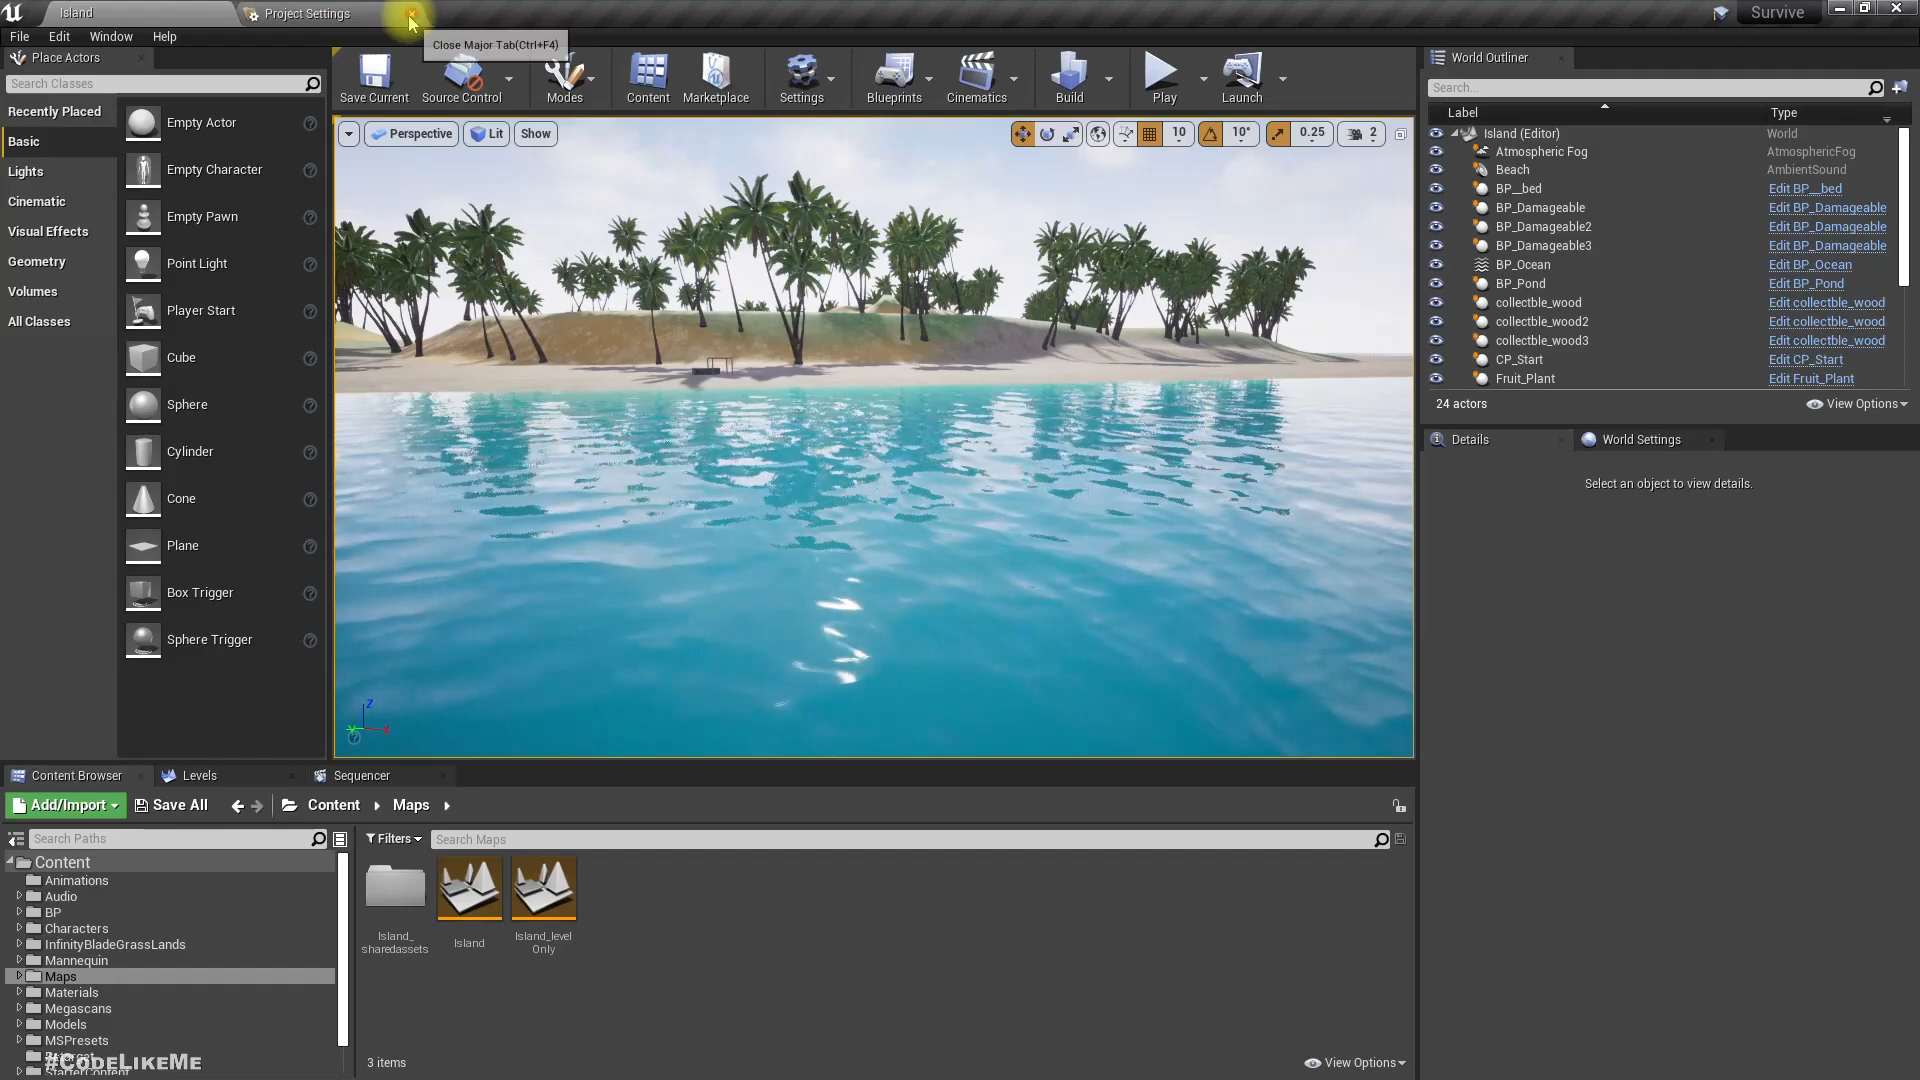 Island
Project Settings
Survive
File
Edit
Window
Help
Close Major Tab(Ctrl+F4)
Place Actors
Search Classes
Recently Placed
Basic
Lights
Cinematic
Visual Effects
Geometry
Volumes
All Classes
Empty Actor
Empty Character
Empty Pawn
Point Light
Player Start
Cube
Sphere
Cylinder
Cone
Plane
Box Trigger
Sphere Trigger
Save Current
Source Control
Modes
Content
Marketplace
Settings
Blueprints
Cinematics
Build
Play
Launch
Perspective
Lit
Show
10
10°
0.25
2
Z
Y
X
World Outliner
Search...
Label
Type
Island (Editor)
World
Atmospheric Fog
AtmosphericFog
Beach
AmbientSound
BP__bed
Edit BP__bed
BP_Damageable
Edit BP_Damageable
BP_Damageable2
Edit BP_Damageable
BP_Damageable3
Edit BP_Damageable
BP_Ocean
Edit BP_Ocean
BP_Pond
Edit BP_Pond
collectble_wood
Edit collectble_wood
collectble_wood2
Edit collectble_wood
collectble_wood3
Edit collectble_wood
CP_Start
Edit CP_Start
Fruit_Plant
Edit Fruit_Plant
24 actors
View Options
Details
World Settings
Select an object to view details.
Content Browser
Levels
Sequencer
Add/Import
Save All
Content
Maps
Search Paths
Filters
Search Maps
Content
Animations
Audio
BP
Characters
InfinityBladeGrassLands
Mannequin
Maps
Materials
Megascans
Models
MSPresets
StarterContent
#CodeLikeMe
Island_
sharedassets
Island
Island_level
Only
3 items
View Options